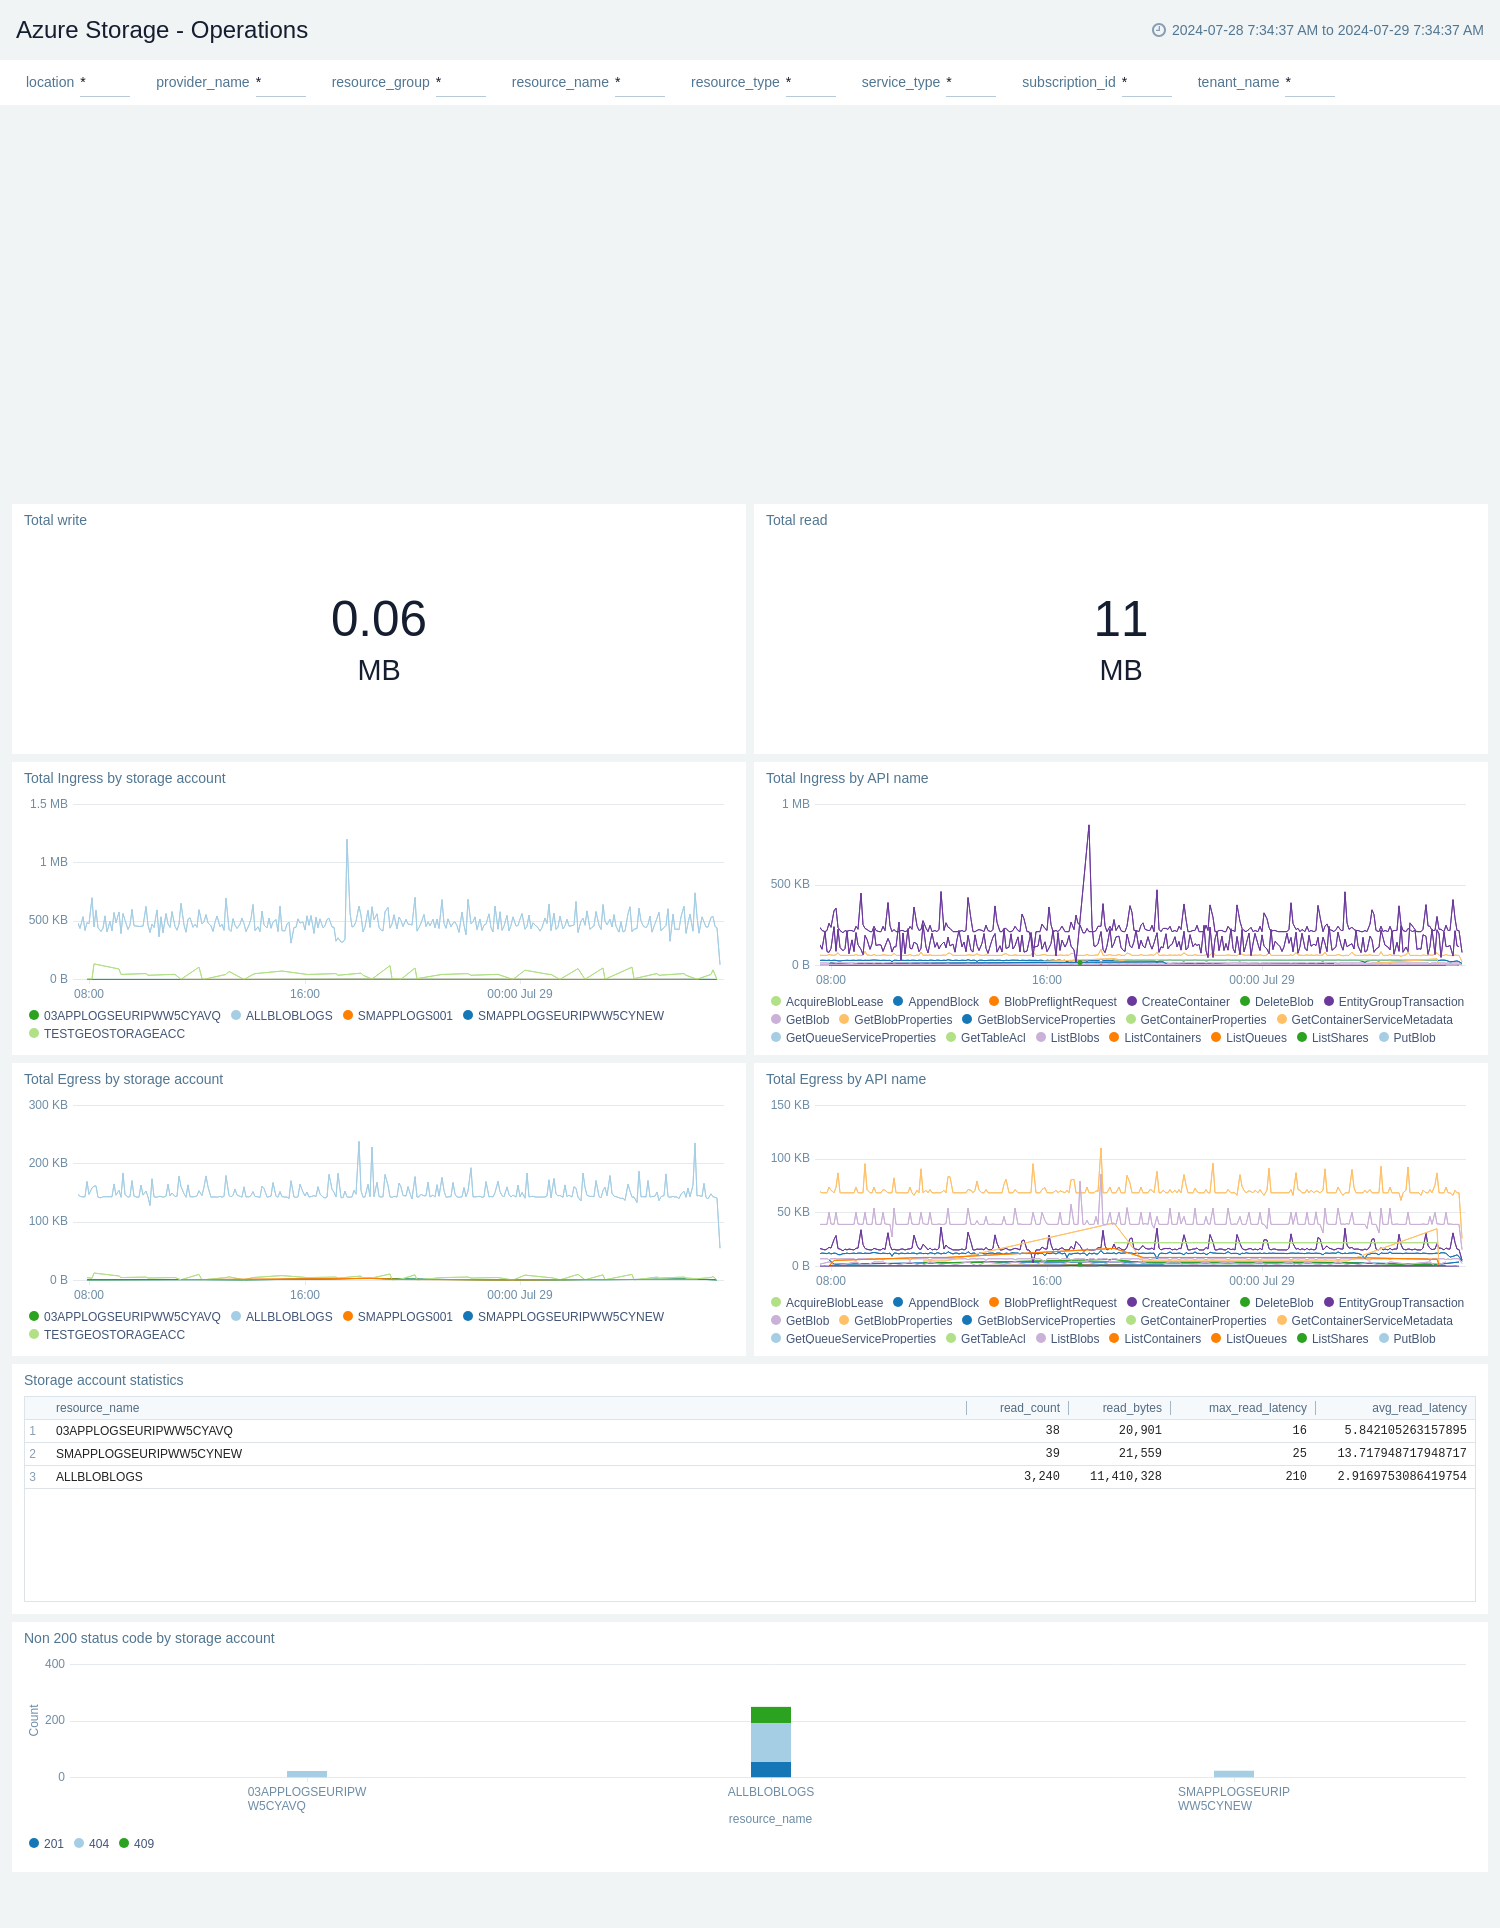 Azure Storage - Operations
2024-07-28 7:34:37 AM to 2024-07-29 7:34:37 AM
location * provider_name * resource_group * resource_name * resource_type * service_type * subscription_id * tenant_name *
Total write
0.06
MB
Total read
11
MB
Total Ingress by storage account
1.5 MB
1 MB
500 KB
0 B
08:00 16:00 00:00 Jul 29
03APPLOGSEURIPWW5CYAVQ ALLBLOBLOGS SMAPPLOGS001 SMAPPLOGSEURIPWW5CYNEW
TESTGEOSTORAGEACC
Total Ingress by API name
1 MB
500 KB
0 B
08:00 16:00 00:00 Jul 29
AcquireBlobLease AppendBlock BlobPreflightRequest CreateContainer DeleteBlob EntityGroupTransaction
GetBlob GetBlobProperties GetBlobServiceProperties GetContainerProperties GetContainerServiceMetadata
GetQueueServiceProperties GetTableAcl ListBlobs ListContainers ListQueues ListShares PutBlob
Total Egress by storage account
300 KB
200 KB
100 KB
0 B
08:00 16:00 00:00 Jul 29
03APPLOGSEURIPWW5CYAVQ ALLBLOBLOGS SMAPPLOGS001 SMAPPLOGSEURIPWW5CYNEW
TESTGEOSTORAGEACC
Total Egress by API name
150 KB
100 KB
50 KB
0 B
08:00 16:00 00:00 Jul 29
AcquireBlobLease AppendBlock BlobPreflightRequest CreateContainer DeleteBlob EntityGroupTransaction
GetBlob GetBlobProperties GetBlobServiceProperties GetContainerProperties GetContainerServiceMetadata
GetQueueServiceProperties GetTableAcl ListBlobs ListContainers ListQueues ListShares PutBlob
Storage account statistics
resource_name read_count read_bytes max_read_latency avg_read_latency
1 03APPLOGSEURIPWW5CYAVQ 38 20,901 16 5.842105263157895
2 SMAPPLOGSEURIPWW5CYNEW 39 21,559 25 13.717948717948717
3 ALLBLOBLOGS 3,240 11,410,328 210 2.9169753086419754
Non 200 status code by storage account
400
200
0
Count
03APPLOGSEURIPW
W5CYAVQ
ALLBLOBLOGS
SMAPPLOGSEURIP
WW5CYNEW
resource_name
201 404 409